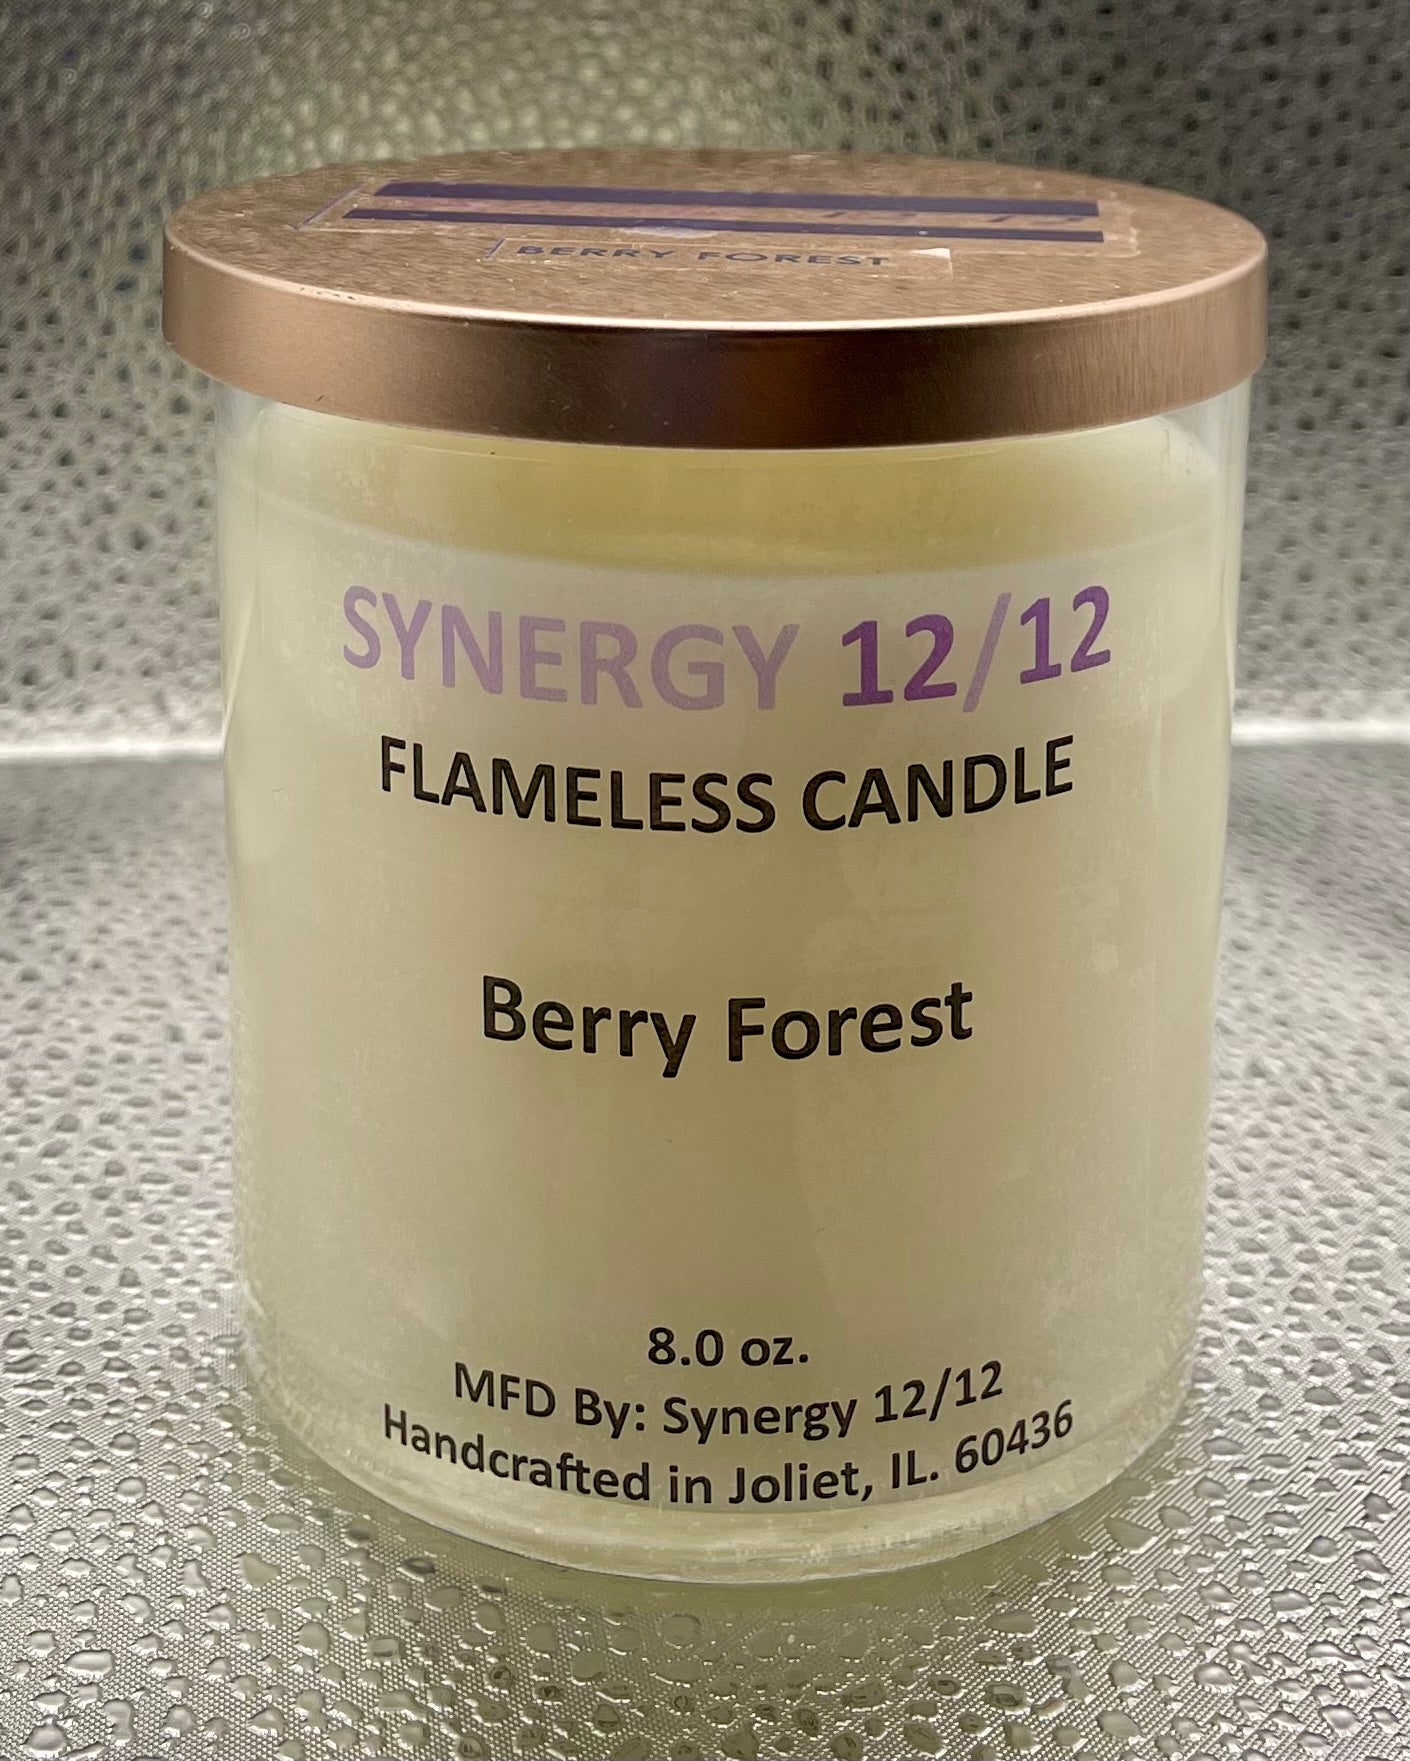 BERRY FOREST
SYNERGY 12/12
FLAMELESS CANDLE
Berry Forest
8.0 oz.
MFD By: Synergy 12/12
Handcrafted in Joliet, IL. 60436